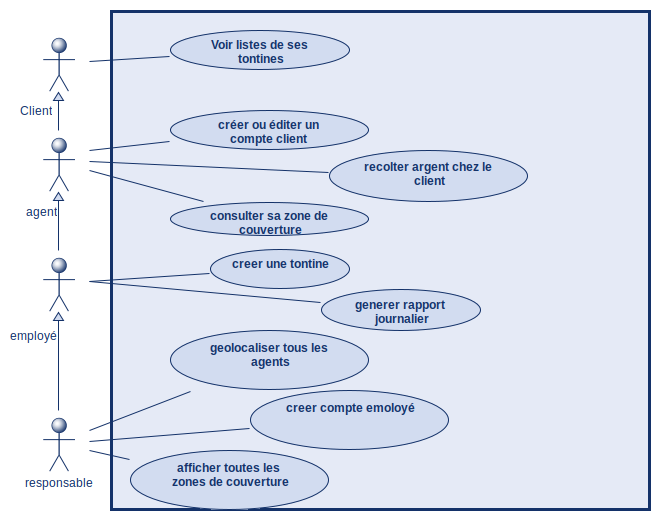 Voir listes de ses
tontines
Client
créer ou éditer un
compte client
recolter argent chez le
client
agent
consulter sa zone de
couverture
creer une tontine
generer rapport
journalier
employé
geolocaliser tous les
agents
creer compte emoloyé
afficher toutes les
zones de couverture
responsable